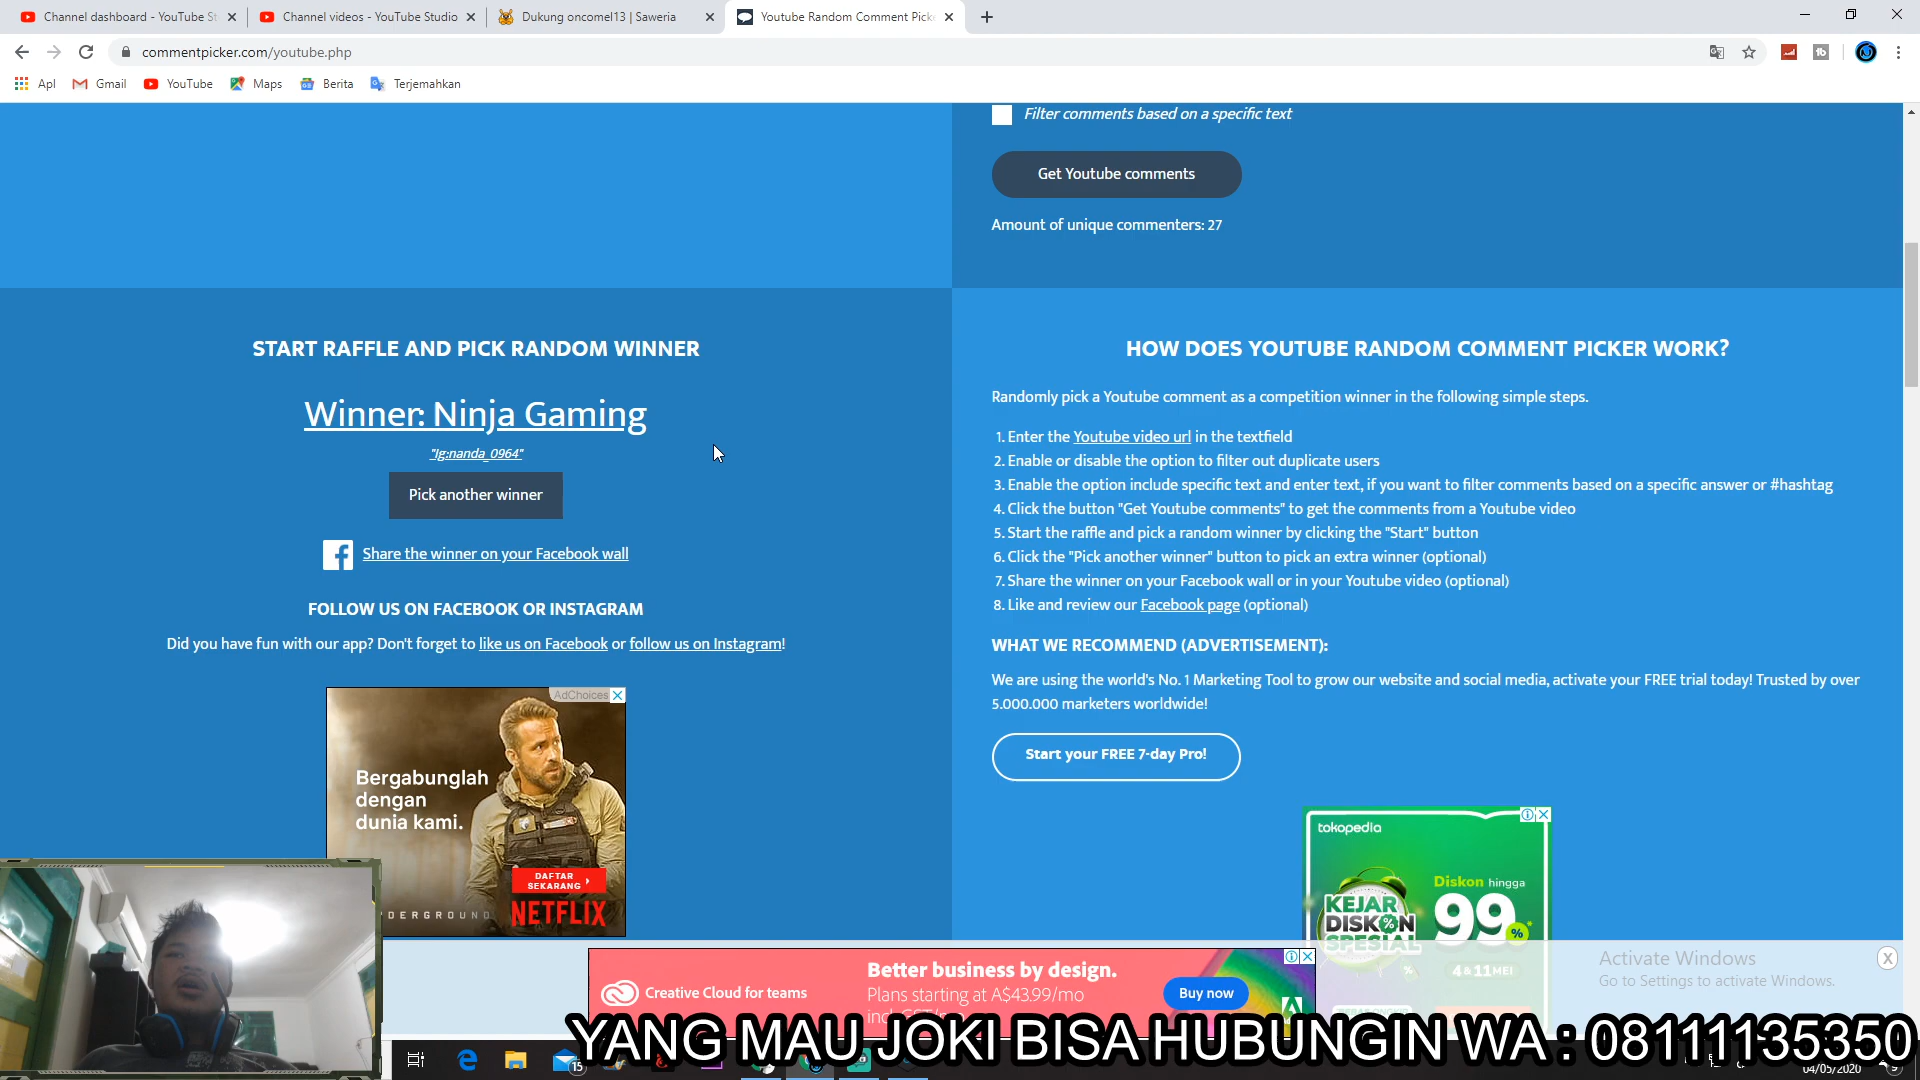 Channel dashboard - YouTube St
Channel videos - YouTube Studio
Dukung oncomel13 | Saweria
Youtube Random Comment Pick
commentpicker.com/youtube.php
Apl
Gmail
YouTube
Maps
Berita
Terjemahkan
Filter comments based on a specific text
Get Youtube comments
Amount of unique commenters: 27
START RAFFLE AND PICK RANDOM WINNER
Winner: Ninja Gaming
"Ig:nanda_0964"
Pick another winner
Share the winner on your Facebook wall
FOLLOW US ON FACEBOOK OR INSTAGRAM
Did you have fun with our app? Don't forget to like us on Facebook or follow us on Instagram!
HOW DOES YOUTUBE RANDOM COMMENT PICKER WORK?
Randomly pick a Youtube comment as a competition winner in the following simple steps.
1. Enter the Youtube video url in the textfield
2. Enable or disable the option to filter out duplicate users
3. Enable the option include specific text and enter text, if you want to filter comments based on a specific answer or #hashtag
4. Click the button "Get Youtube comments" to get the comments from a Youtube video
5. Start the raffle and pick a random winner by clicking the "Start" button
6. Click the "Pick another winner" button to pick an extra winner (optional)
7. Share the winner on your Facebook wall or in your Youtube video (optional)
8. Like and review our Facebook page (optional)
WHAT WE RECOMMEND (ADVERTISEMENT):
We are using the world's No. 1 Marketing Tool to grow our website and social media, activate your FREE trial today! Trusted by over
5.000.000 marketers worldwide!
Start your FREE 7-day Pro!
AdChoices
Bergabunglah
dengan
dunia kami.
DAFTAR
SEKARANG
DERGROUND
NETFLIX
tokopedia
Diskon hingga
99%
KEJAR
DISKON
SPESIAL
4 & 11 MEI
Creative Cloud for teams
Better business by design.
Plans starting at A$43.99/mo
Buy now
Activate Windows
Go to Settings to activate Windows.
YANG MAU JOKI BISA HUBUNGIN WA : 08111135350
15
04/05/2020
9